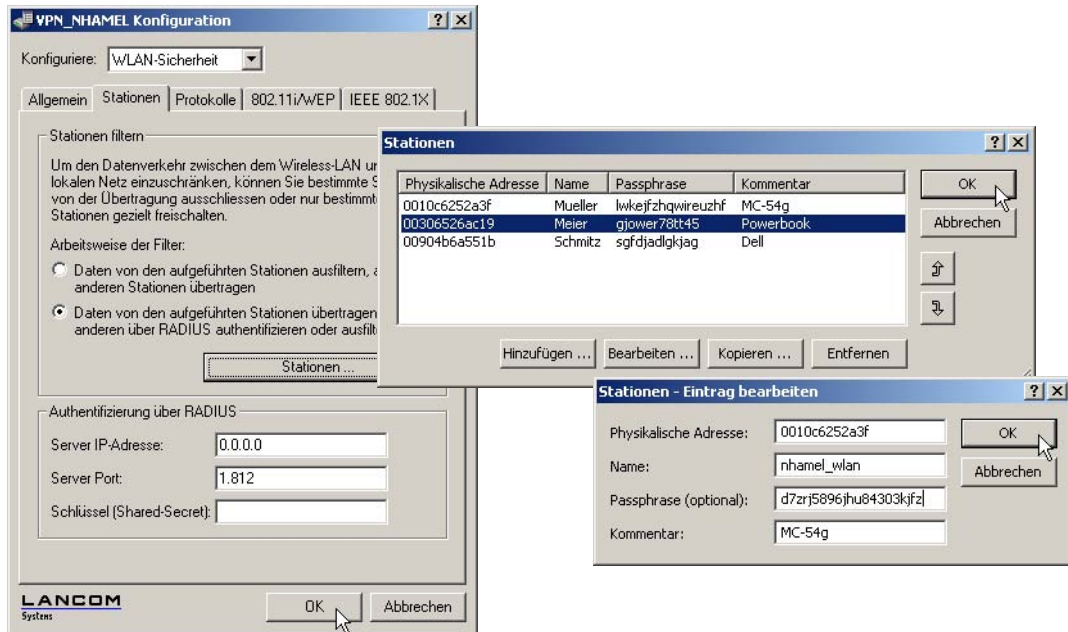 VPN_NHAMEL Konfiguration
Konfiguriere: WLAN-Sicherheit
Allgemein Stationen Protokolle 802.11i/WEP IEEE 802.1X
Stationen filtern
Um den Datenverkehr zwischen dem Wireless-LAN
lokalen Netz einzuschränken, können Sie bestimmte
von der Übertragung ausschliessen oder nur
Stationen gezielt freischalten.
Arbeitsweise der Filter:
Daten von den aufgeführten Stationen ausfiltern,
anderen Stationen übertragen
Daten von den aufgeführten Stationen übertragen
anderen über RADIUS authentifizieren oder
Stationen ...
Authentifizierung über RADIUS
Server IP-Adresse: 0.0.0.0
Server Port: 1.812
Schlüssel (Shared-Secret):
LANCOM
Systems
OK Abbrechen
Stationen
Physikalische Adresse Name Passphrase Kommentar
0010c6252a3f Mueller lwkejfzhqwireuzhf MC-54g
00306526ac19 Meier gjower78tt45 Powerbook
00904b6a551b Schmitz sgfdjadlgkjag Dell
OK
Abbrechen
Hinzufügen ... Bearbeiten ... Kopieren ... Entfernen
Stationen - Eintrag bearbeiten
Physikalische Adresse: 0010c6252a3f
Name: nhamel_wlan
Passphrase (optional): d7zrj5896jhu84303kjfz
Kommentar: MC-54g
OK
Abbrechen